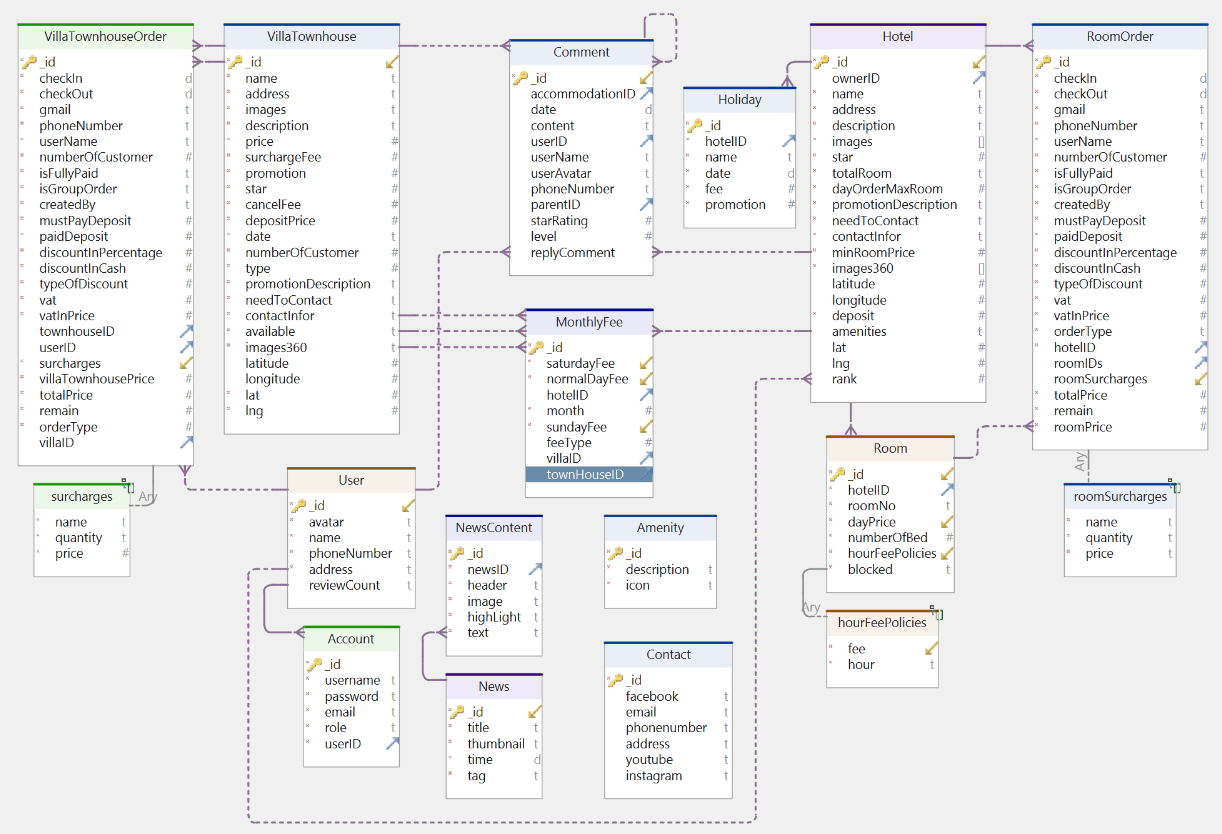 VillaTownhouseOrder
_id
checkIn d
checkOut d
gmail t
phoneNumber t
userName t
numberOfCustomer #
isFullyPaid t
isGroupOrder t
createdBy t
mustPayDeposit #
paidDeposit #
discountInPercentage #
discountInCash #
typeOfDiscount #
vat #
vatInPrice #
townhouseID
userID
surcharges
villaTownhousePrice #
totalPrice #
remain #
orderType #
villaID
surcharges
Ary
name t
quantity t
price #
VillaTownhouse
_id
name t
address t
images t
description t
price #
surchargeFee #
promotion #
star #
cancelFee #
depositPrice #
date t
numberOfCustomer #
type #
promotionDescription t
needToContact t
contactInfor t
available t
images360 t
latitude #
longitude #
lat #
lng #
Comment
_id
accommodationID
date d
content t
userID
userName t
userAvatar t
phoneNumber t
parentID
starRating #
level #
replyComment
Holiday
_id
hotelID
name t
date d
fee #
promotion #
Hotel
_id
ownerID
name t
address t
description t
images []
star #
totalRoom t
dayOrderMaxRoom #
promotionDescription t
needToContact t
contactInfor t
minRoomPrice #
images360 []
latitude #
longitude #
deposit #
amenities t
lat #
lng #
rank #
RoomOrder
_id
checkIn d
checkOut d
gmail t
phoneNumber t
userName t
numberOfCustomer #
isFullyPaid t
isGroupOrder t
createdBy t
mustPayDeposit #
paidDeposit #
discountInPercentage #
discountInCash #
typeOfDiscount #
vat #
vatInPrice #
orderType t
hotelID
roomIDs
roomSurcharges
totalPrice #
remain #
roomPrice #
Ary
roomSurcharges
name t
quantity t
price #
MonthlyFee
_id
saturdayFee
normalDayFee
hotelID
month #
sundayFee
feeType #
villaID
townHouseID
Room
_id
hotelID
roomNo t
dayPrice
numberOfBed #
hourFeePolicies
blocked t
Ary
hourFeePolicies
fee
hour t
User
_id
avatar t
name t
phoneNumber t
address t
reviewCount t
Account
_id
username t
password t
email t
role t
userID
NewsContent
_id
newsID
header t
image t
highLight t
text t
News
_id
title t
thumbnail t
time d
tag t
Amenity
_id
description t
icon t
Contact
_id
facebook t
email t
phonenumber t
address t
youtube t
instagram t